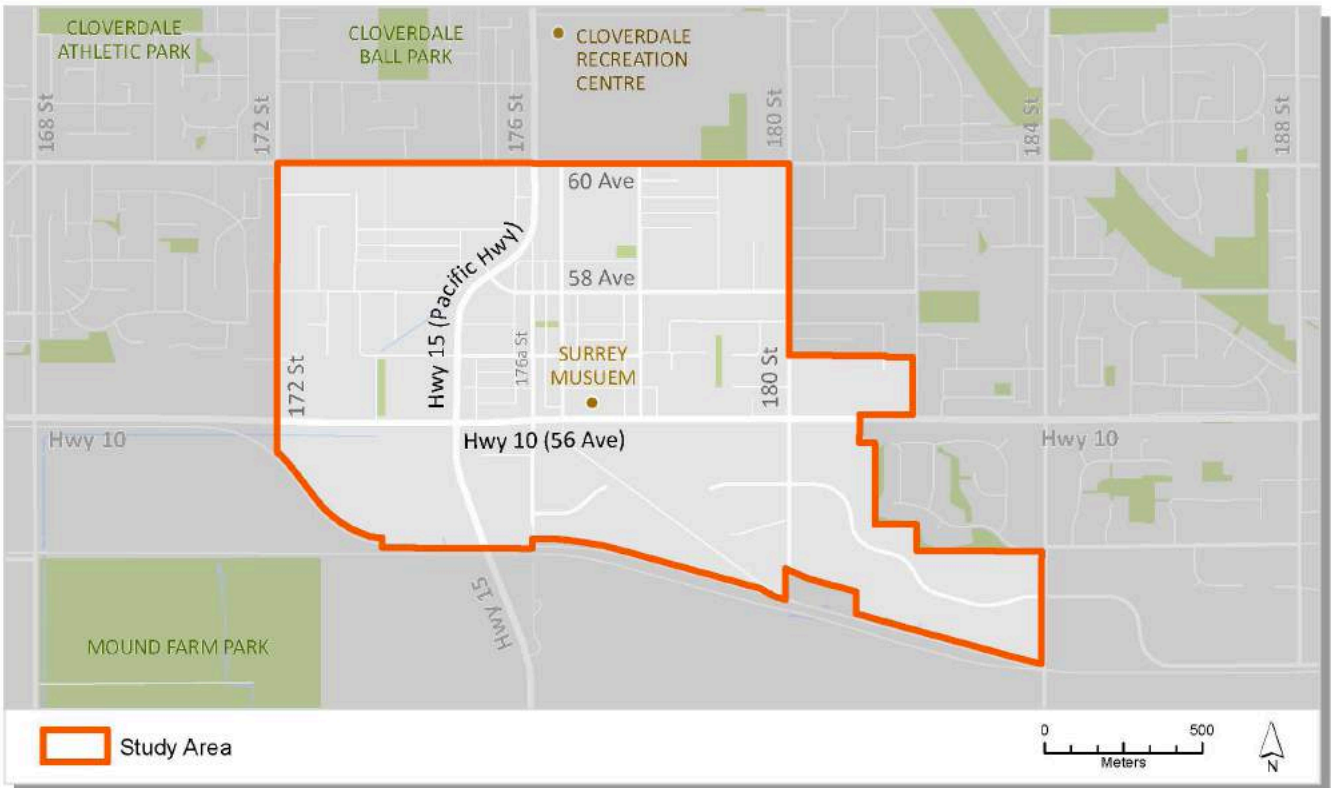 CLOVERDALE
ATHLETIC PARK
CLOVERDALE
BALL PARK
CLOVERDALE
RECREATION
CENTRE
168 St
172 St
176 St
180 St
184 St
188 St
60 Ave
Hwy 15 (Pacific Hwy)
58 Ave
172 St
176a St
SURREY
MUSUEM
180 St
Hwy 10
Hwy 10 (56 Ave)
Hwy 10
Hwy 15
MOUND FARM PARK
Study Area
0 500
Meters
N